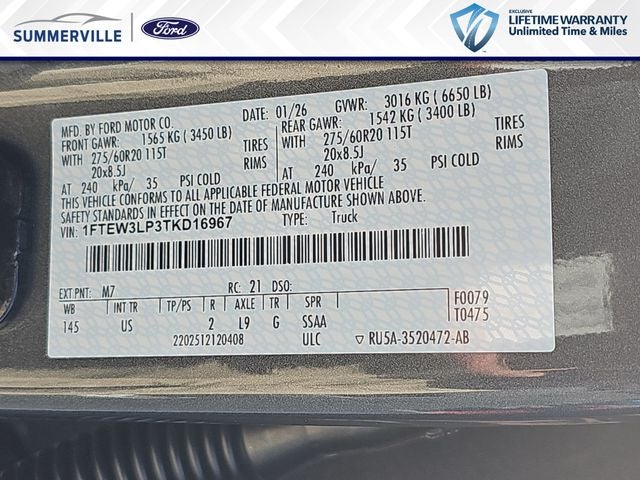 SUMMERVILLE
Ford
EXCLUSIVE
LIFETIME WARRANTY
Unlimited Time & Miles
MFD. BY FORD MOTOR CO.
DATE: 01/26 GVWR: 3016 KG ( 6650 LB)
FRONT GAWR: 1565 KG ( 3450 LB) REAR GAWR: 1542 KG ( 3400 LB)
WITH 275/60R20 115T TIRES WITH 275/60R20 115T TIRES
20x8.5J RIMS 20x8.5J RIMS
AT 240 kPa/ 35 PSI COLD AT 240 kPa/ 35 PSI COLD
THIS VEHICLE CONFORMS TO ALL APPLICABLE FEDERAL MOTOR VEHICLE
SAFETY STANDARDS IN EFFECT ON THE DATE OF MANUFACTURE SHOWN ABOVE.
VIN: 1FTEW3LP3TKD16967 TYPE: Truck
EXT PNT: M7 RC: 21 DSO:
WB INT TR TP/PS R AXLE TR SPR F0079
145 US 2 L9 G SSAA T0475
2202512120408 ULC ▽ RU5A-3520472-AB